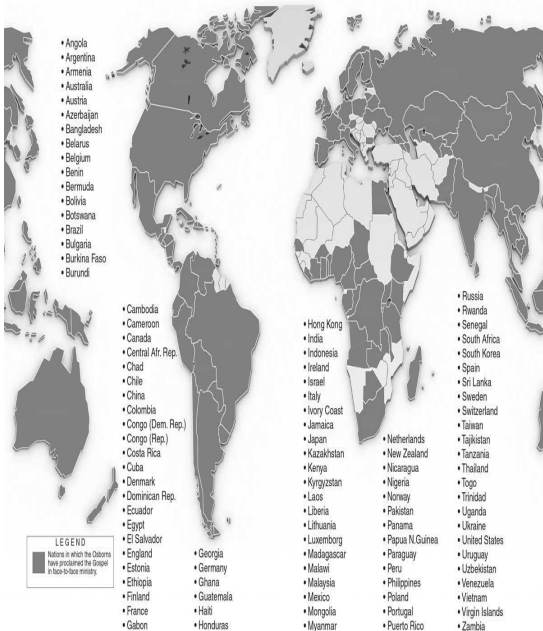 • Angola
• Argentina
• Armenia
• Australia
• Austria
• Azerbaijan
• Bangladesh
• Belarus
• Belgium
• Benin
• Bermuda
• Bolivia
• Botswana
• Brazil
• Bulgaria
• Burkina Faso
• Burundi
• Cambodia
• Cameroon
• Canada
• Central Afr. Rep.
• Chad
• Chile
• China
• Colombia
• Congo (Dem. Rep.)
• Congo (Rep.)
• Costa Rica
• Cuba
• Denmark
• Dominican Rep.
• Ecuador
• Egypt
• El Salvador
• England
• Estonia
• Ethiopia
• Finland
• France
• Gabon
• Georgia
• Germany
• Ghana
• Guatemala
• Haiti
• Honduras
• Hong Kong
• India
• Indonesia
• Ireland
• Israel
• Italy
• Ivory Coast
• Jamaica
• Japan
• Kazakhstan
• Kenya
• Kyrgyzstan
• Laos
• Liberia
• Lithuania
• Luxemborg
• Madagascar
• Malawi
• Malaysia
• Mexico
• Mongolia
• Myanmar
• Netherlands
• New Zealand
• Nicaragua
• Nigeria
• Norway
• Pakistan
• Panama
• Papua N.Guinea
• Paraguay
• Peru
• Philippines
• Poland
• Portugal
• Puerto Rico
• Russia
• Rwanda
• Senegal
• South Africa
• South Korea
• Spain
• Sri Lanka
• Sweden
• Switzerland
• Taiwan
• Tajikistan
• Tanzania
• Thailand
• Togo
• Trinidad
• Uganda
• Ukraine
• United States
• Uruguay
• Uzbekistan
• Venezuela
• Vietnam
• Virgin Islands
• Zambia
LEGEND
Nations in which the Osborns
have proclaimed the Gospel
in face-to-face ministry.